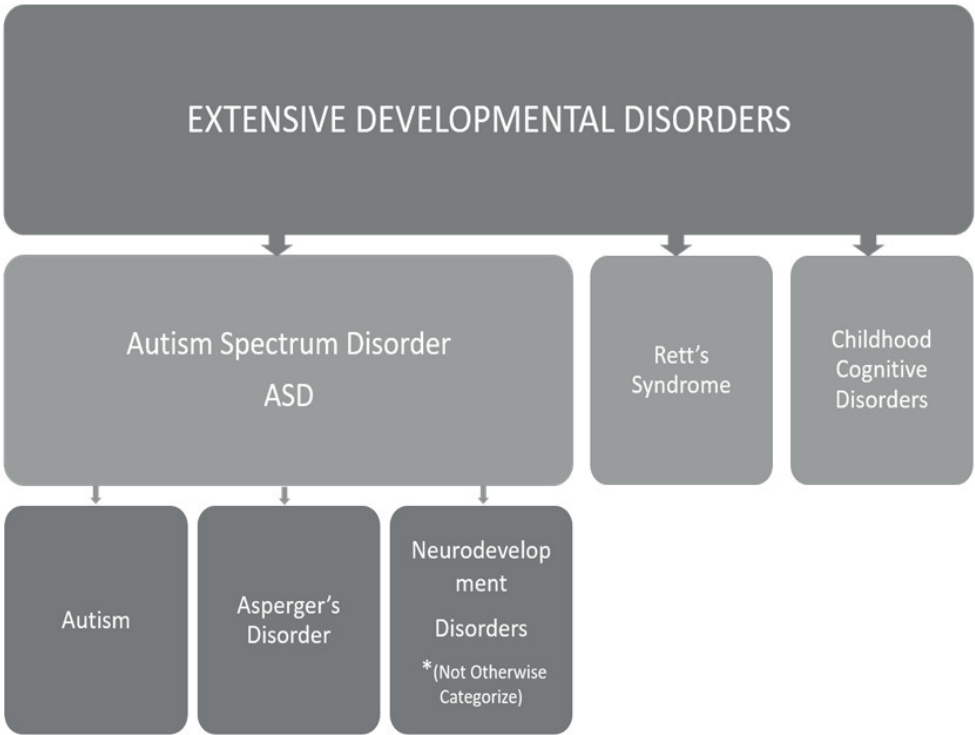 EXTENSIVE DEVELOPMENTAL DISORDERS
Autism Spectrum Disorder
ASD
Rett’s
Syndrome
Childhood
Cognitive
Disorders
Autism
Asperger’s
Disorder
Neurodevelop
ment
Disorders
*(Not Otherwise
Categorize)